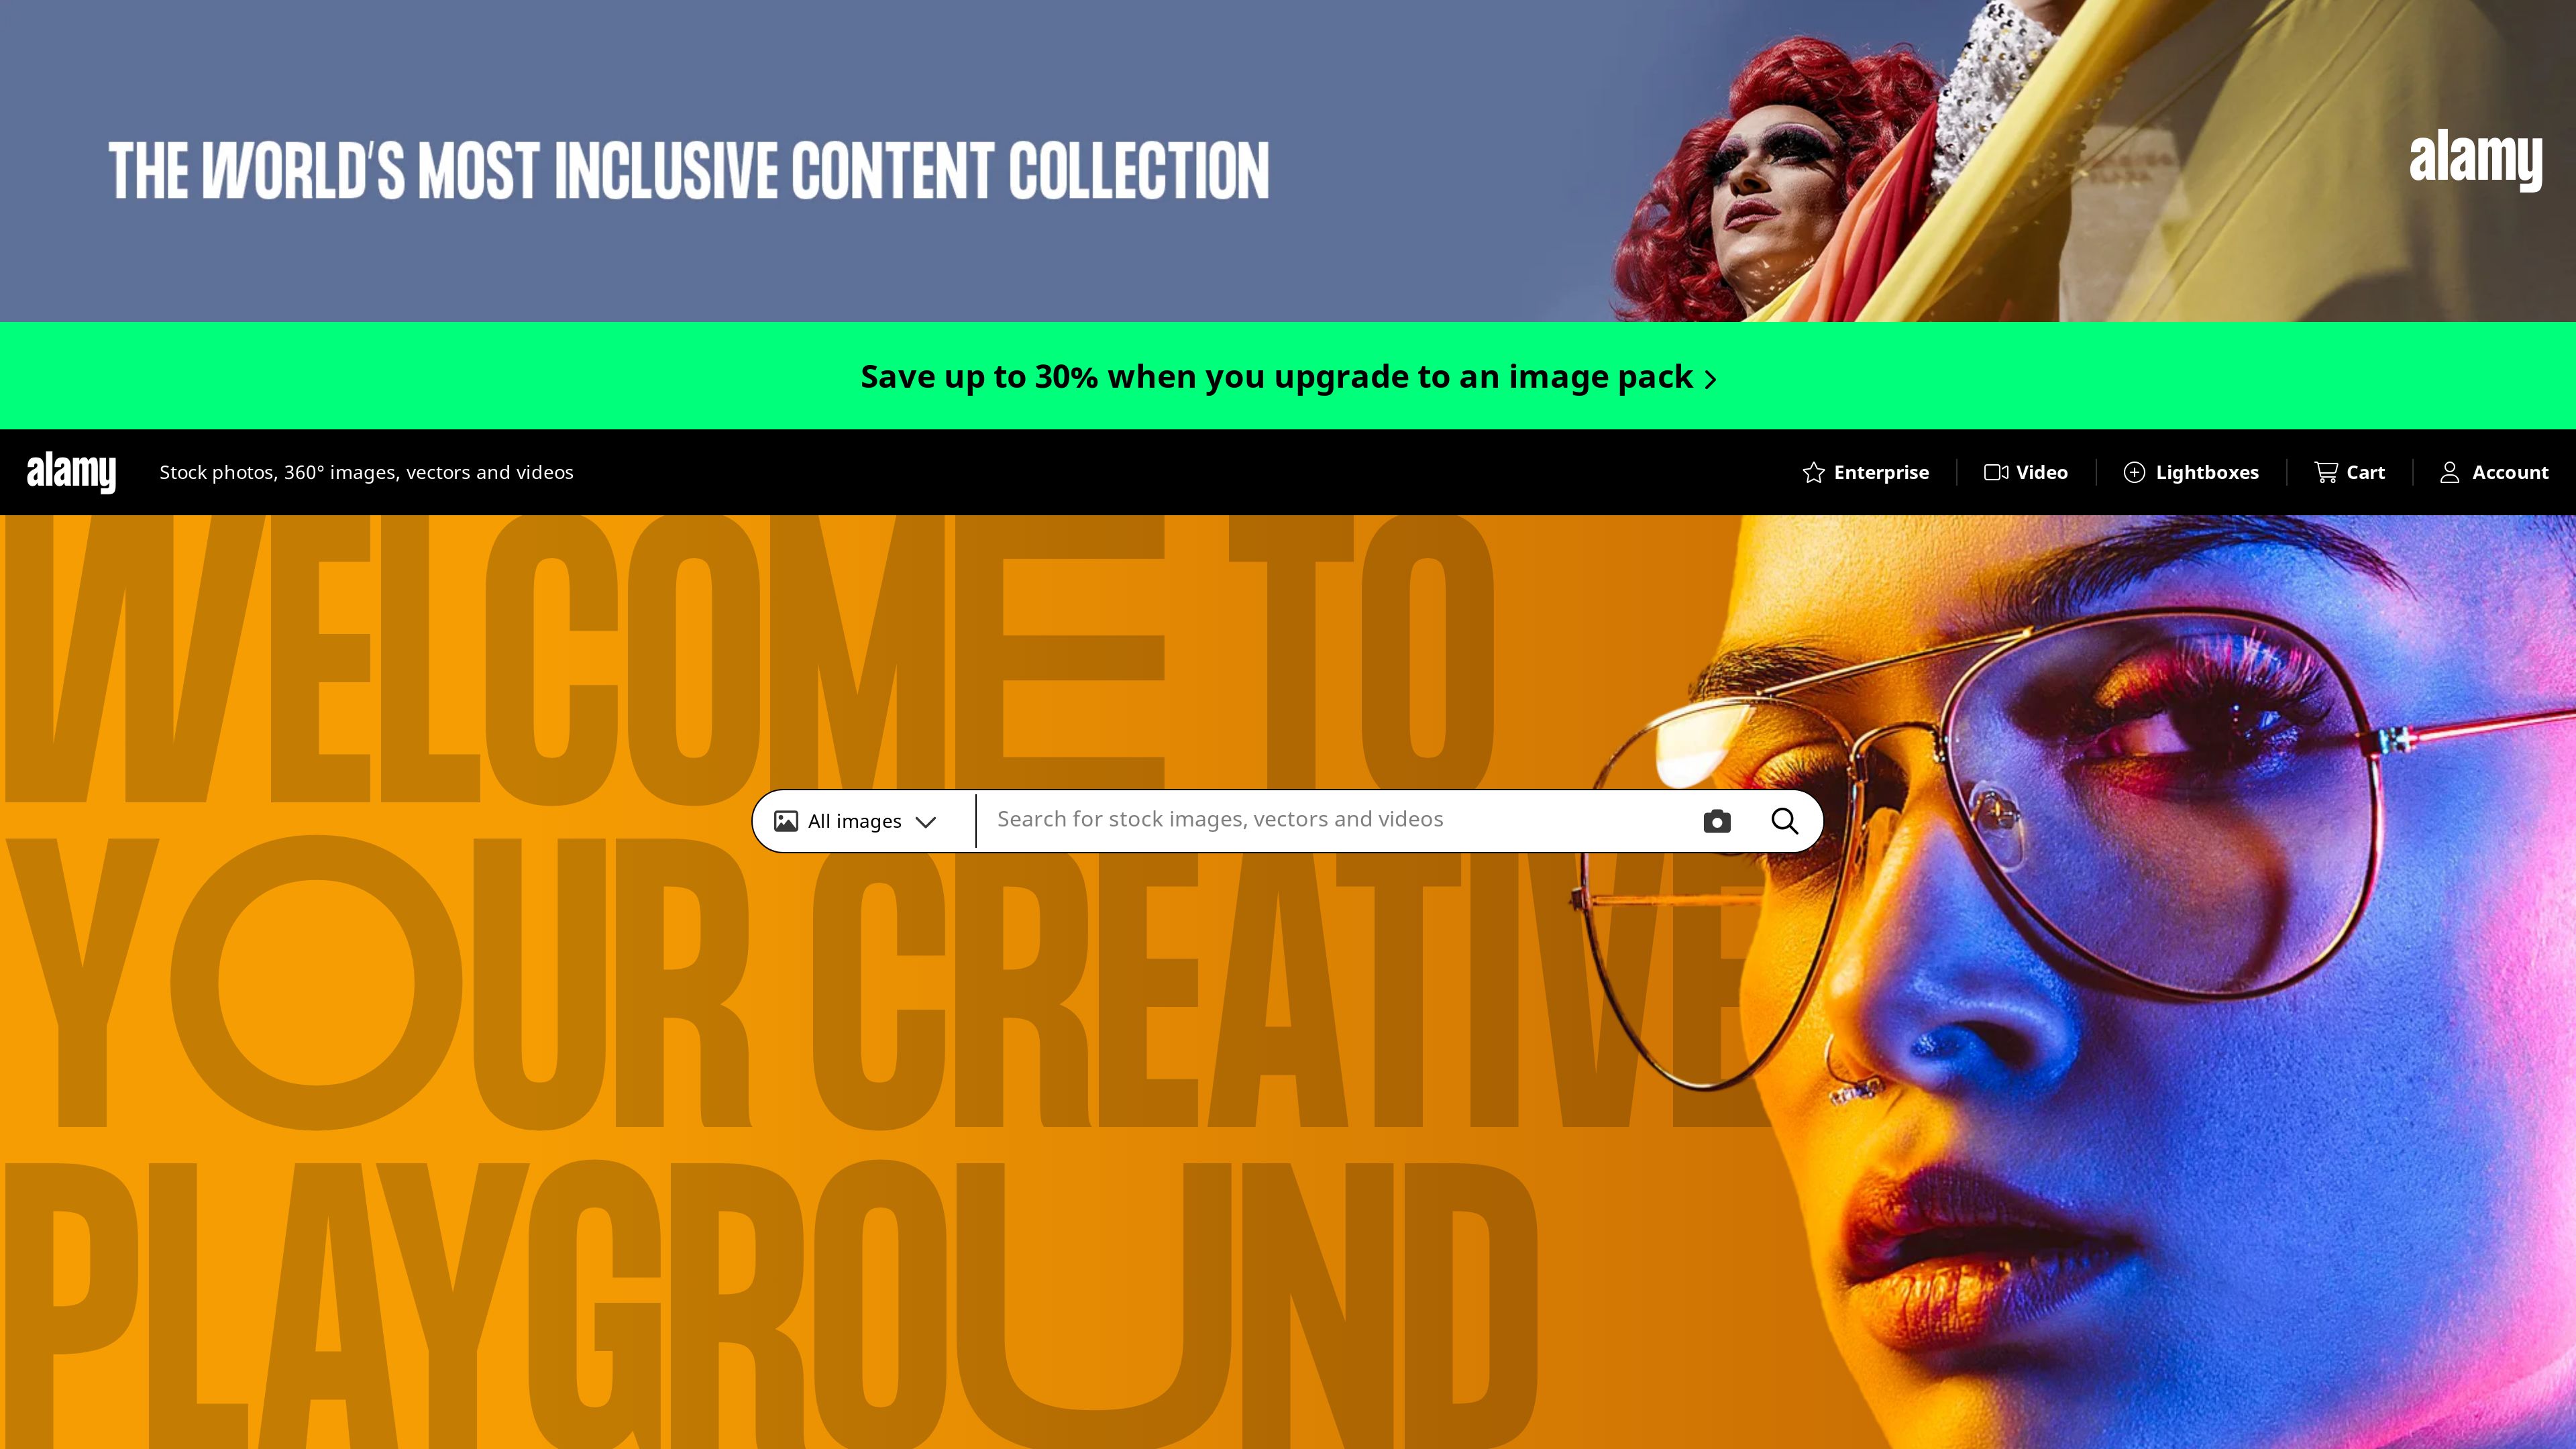 THE WORLD'S MOST INCLUSIVE CONTENT COLLECTION
alamy
Save up to 30% when you upgrade to an image pack
alamy
Stock photos, 360° images, vectors and videos
Enterprise
Video
Lightboxes
Cart
Account
WELCOME TO
All images
Search for stock images, vectors and videos
YOUR CREATIVE
PLAYGROUND